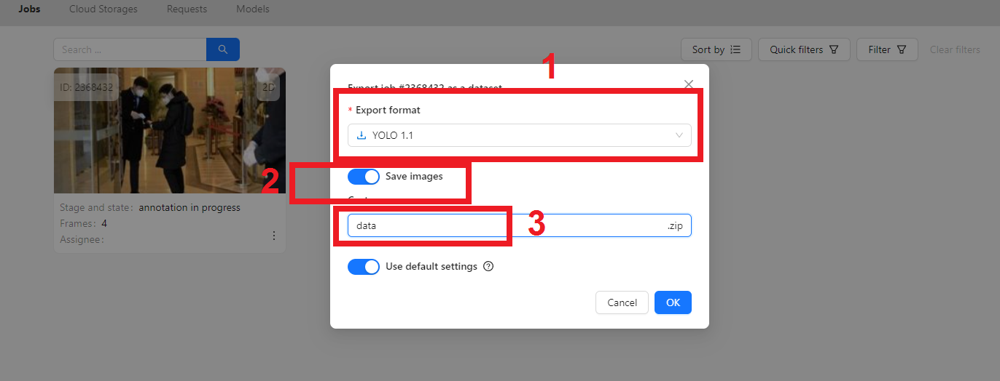 Jobs Cloud Storages Requests Models
Search ... Sort by Quick filters Filter Clear filters
1
ID: 2368432 2D
Export job #2368432 as a dataset
* Export format
YOLO 1.1
2 Save images
Stage and state: annotation in progress
Frames: 4
Assignee:
data .zip
3
Use default settings
Cancel OK